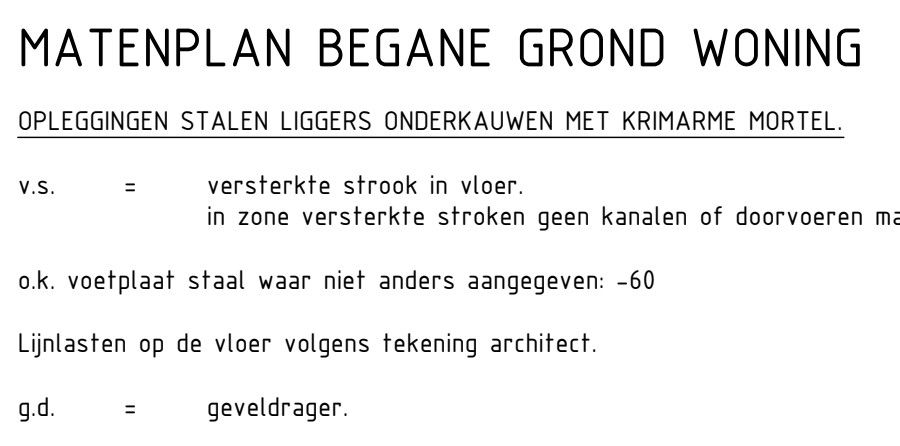 MATENPLAN BEGANE GROND WONING
OPLEGGINGEN STALEN LIGGERS ONDERKAUWEN MET KRIMARME MORTEL.
v.s. = versterkte strook in vloer.
in zone versterkte stroken geen kanalen of doorvoeren
o.k. voetplaat staal waar niet anders aangegeven: -60
Lijnlasten op de vloer volgens tekening architect.
g.d. = geveldrager.